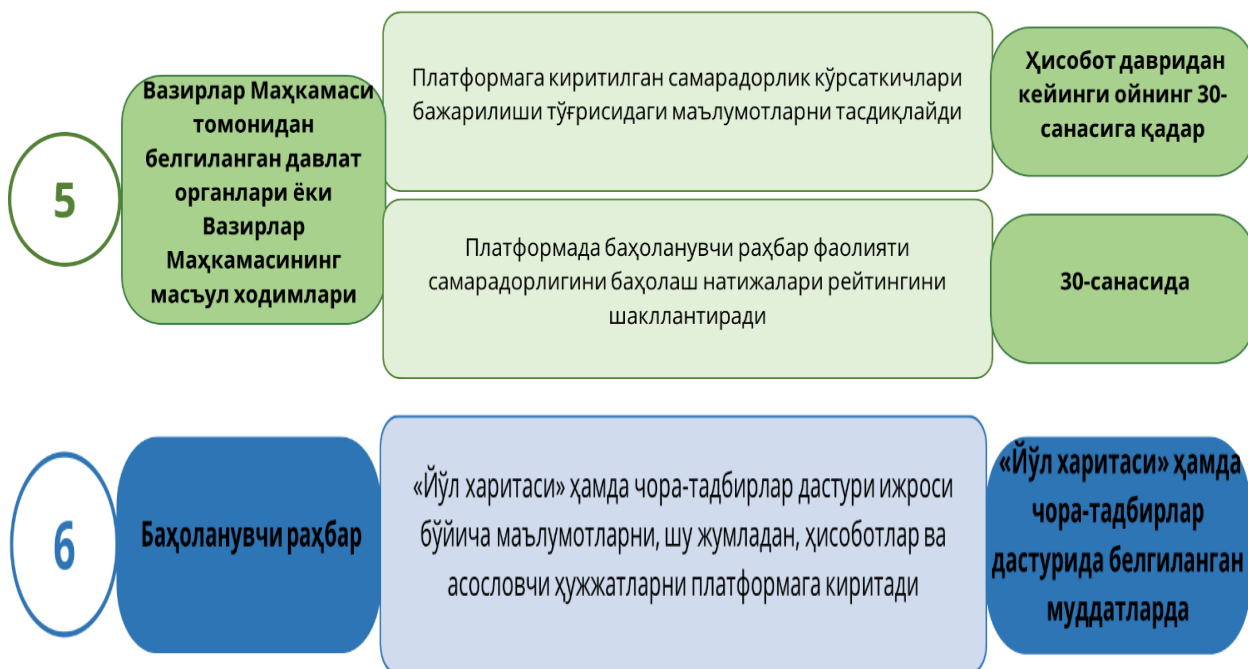 5
Вазирлар Маҳкамаси
томонидан
белгиланган давлат
органлари ёки
Вазирлар
Маҳкамасининг
масъул ходимлари
Платформага киритилган самарадорлик кўрсаткичлари
бажарилиши тўғрисидаги маълумотларни тасдиқлайди
Ҳисобот давридан
кейинги ойнинг 30-
санасига қадар
Платформада баҳоланувчи раҳбар фаолияти
самарадорлигини баҳолаш натижалари рейтингини
шакллантиради
30-санасида
6
Баҳоланувчи раҳбар
«Йўл харитаси» ҳамда чора-тадбирлар дастури ижроси
бўйича маълумотларни, шу жумладан, ҳисоботлар ва
асословчи ҳужжатларни платформага киритади
«Йўл харитаси» ҳамда
чора-тадбирлар
дастурида белгиланган
муддатларда